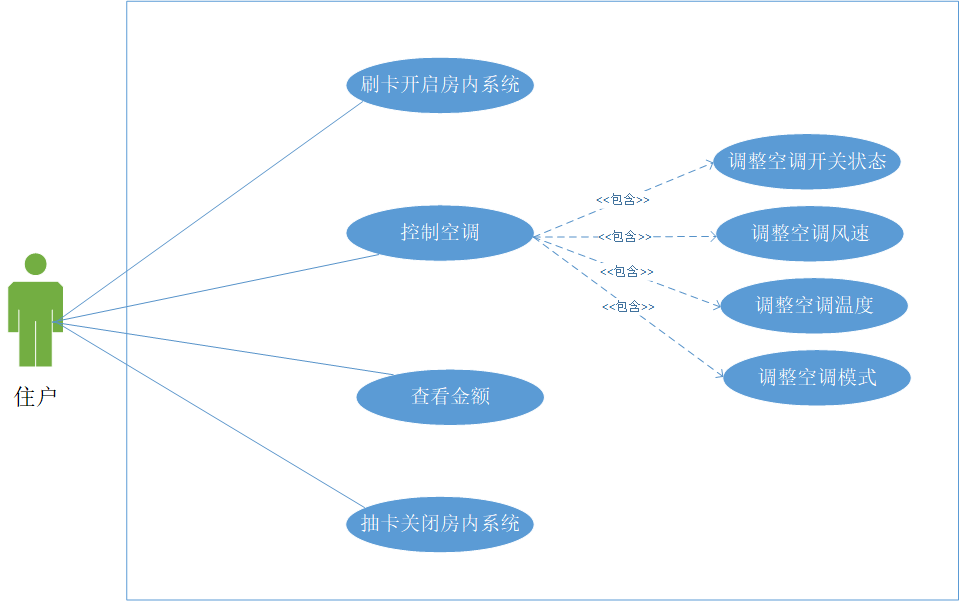 刷卡开启房内系统
调整空调开关状态
<<包含>>
控制空调
<<包含>>
调整空调风速
<<包含>>
调整空调温度
<<包含>>
调整空调模式
住户
查看金额
抽卡关闭房内系统